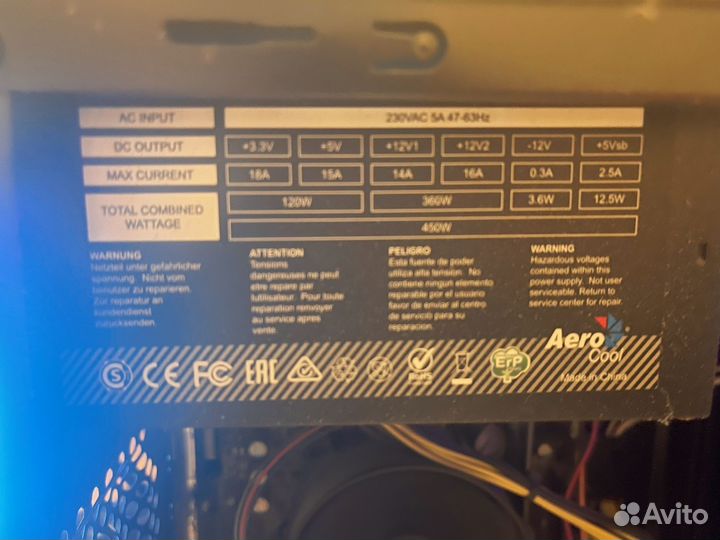 AC INPUT 230VAC 5A 47-63Hz
DC OUTPUT +3.3V +5V +12V1 +12V2 -12V +5Vsb
MAX CURRENT 18A 15A 14A 16A 0.3A 2.5A
TOTAL COMBINED WATTAGE 120W 360W 3.6W 12.5W
450W
WARNUNG
Netzteil unter gefahrlicher
spannung. Nicht vom
benutzer zu reparieren.
Zur reparatur an
kundendienst
zurucksenden.
ATTENTION
Tensions
dangereuses ne peut
etre repare par
l'utilisateur. Pour toute
reparation renvoyer
au service apres
vente.
PELIGRO
Esta fuente de poder
utiliza alta tension. No
contiene ningun elemento
reparable por el usuario
favor de enviar al centro
de servicio para su
reparacion.
WARNING
Hazardous voltages
contained within this
power supply. Not user
serviceable. Return to
service center for repair.
Aero
Cool
S CE FC EAC RoHS ErP
Made in China
Avito